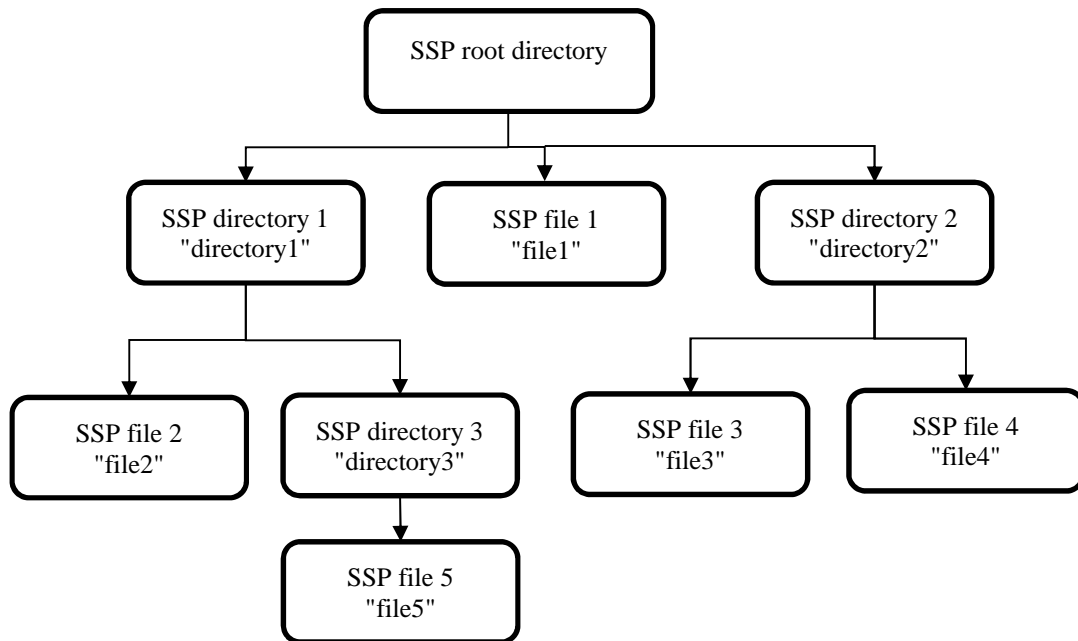 SSP root directory
SSP directory 1
"directory1"
SSP file 1
"file1"
SSP directory 2
"directory2"
SSP file 2
"file2"
SSP directory 3
"directory3"
SSP file 3
"file3"
SSP file 4
"file4"
SSP file 5
"file5"